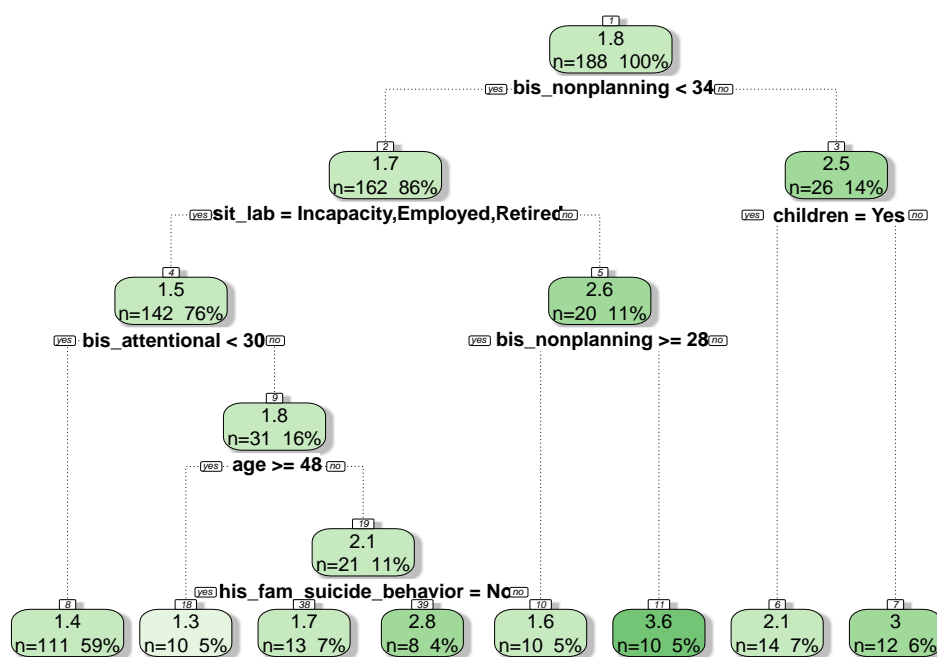 1
1.8
n=188 100%
yes bis_nonplanning < 34 no
2
1.7
n=162 86%
3
2.5
n=26 14%
yes sit_lab = Incapacity,Employed,Retired no
yes children = Yes no
4
1.5
n=142 76%
5
2.6
n=20 11%
yes bis_attentional < 30 no
yes bis_nonplanning >= 28 no
9
1.8
n=31 16%
yes age >= 48 no
19
2.1
n=21 11%
yes his_fam_suicide_behavior = No no
8
1.4
n=111 59%
18
1.3
n=10 5%
38
1.7
n=13 7%
39
2.8
n=8 4%
10
1.6
n=10 5%
11
3.6
n=10 5%
6
2.1
n=14 7%
7
3
n=12 6%